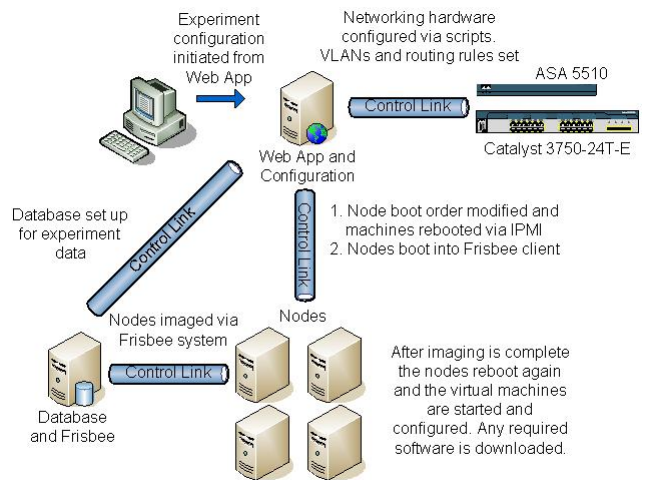 Experiment
configuration
initiated from
Web App
Networking hardware
configured via scripts.
VLANs and routing rules set
ASA 5510
Control Link
Catalyst 3750-24T-E
Web App and
Configuration
Database set up
for experiment
data
Control Link
Control Link
1. Node boot order modified and
machines rebooted via IPMI
2. Nodes boot into Frisbee client
Nodes imaged via
Frisbee system
Nodes
Control Link
Database
and Frisbee
After imaging is complete
the nodes reboot again
and the virtual machines
are started and
configured. Any required
software is downloaded.